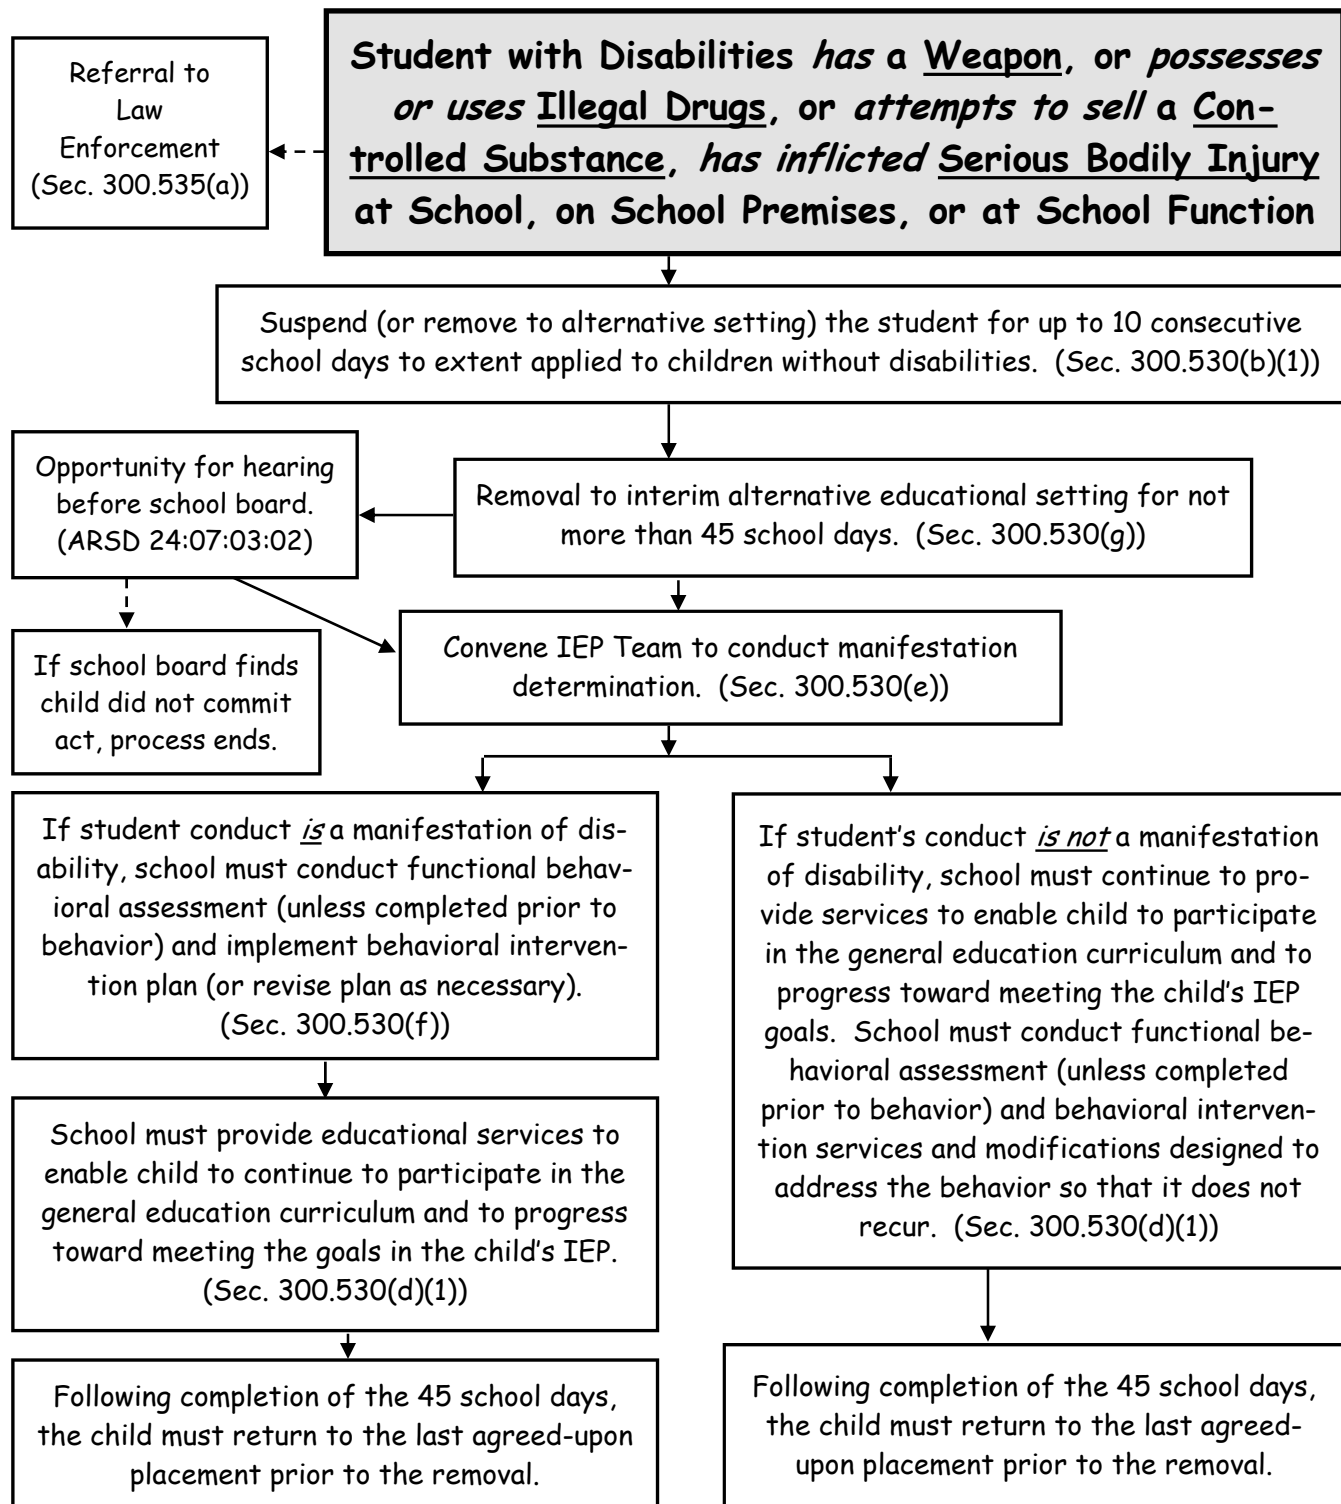 Referral to
Law
Enforcement
(Sec. 300.535(a))
Student with Disabilities has a Weapon, or possesses
or uses Illegal Drugs, or attempts to sell a Con-
trolled Substance, has inflicted Serious Bodily Injury
at School, on School Premises, or at School Function
Suspend (or remove to alternative setting) the student for up to 10 consecutive
school days to extent applied to children without disabilities. (Sec. 300.530(b)(1))
Opportunity for hearing
before school board.
(ARSD 24:07:03:02)
Removal to interim alternative educational setting for not
more than 45 school days. (Sec. 300.530(g))
If school board finds
child did not commit
act, process ends.
Convene IEP Team to conduct manifestation
determination. (Sec. 300.530(e))
If student conduct is a manifestation of dis-
ability, school must conduct functional behav-
ioral assessment (unless completed prior to
behavior) and implement behavioral interven-
tion plan (or revise plan as necessary).
(Sec. 300.530(f))
School must provide educational services to
enable child to continue to participate in the
general education curriculum and to progress
toward meeting the goals in the child's IEP.
(Sec. 300.530(d)(1))
Following completion of the 45 school days,
the child must return to the last agreed-upon
placement prior to the removal.
If student's conduct is not a manifestation
of disability, school must continue to pro-
vide services to enable child to participate
in the general education curriculum and to
progress toward meeting the child's IEP
goals. School must conduct functional be-
havioral assessment (unless completed
prior to behavior) and behavioral interven-
tion services and modifications designed to
address the behavior so that it does not
recur. (Sec. 300.530(d)(1))
Following completion of the 45 school days,
the child must return to the last agreed-
upon placement prior to the removal.